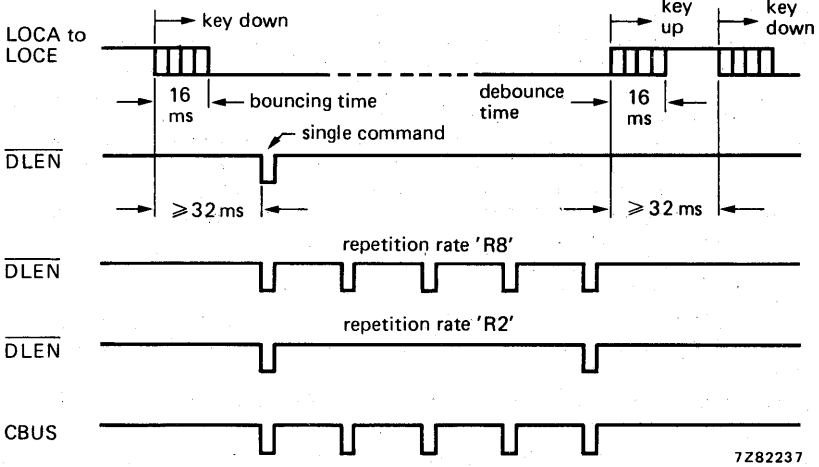 LOCA to
LOCE
key down
key
up
key
down
16
ms
bouncing time
debounce
time
16
ms
single command
DLEN
≥32 ms
≥32 ms
repetition rate 'R8'
DLEN
repetition rate 'R2'
DLEN
CBUS
7Z82237